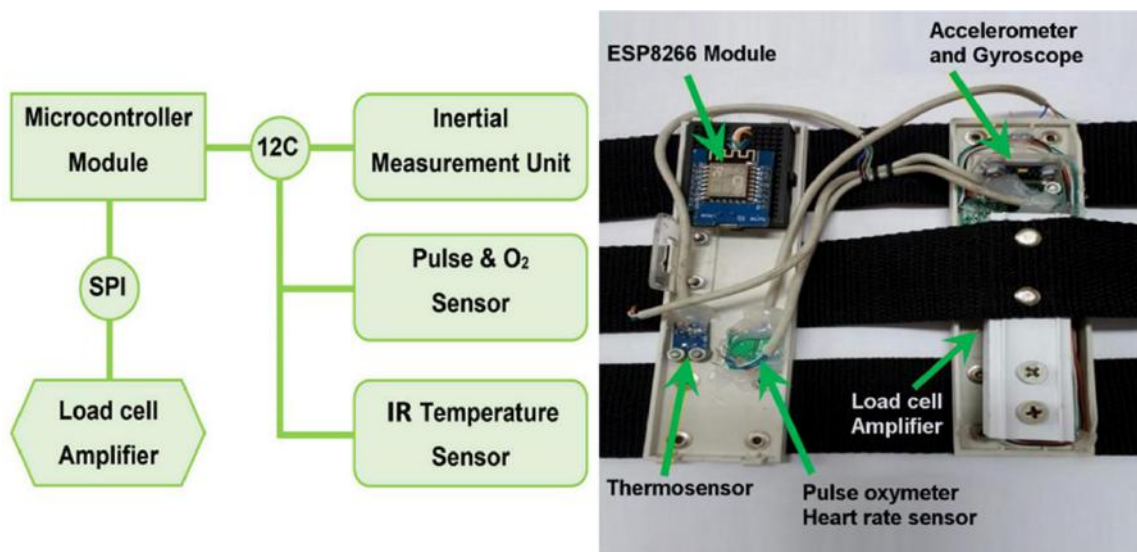 Microcontroller
Module
12C
Inertial
Measurement Unit
SPI
Pulse & O₂
Sensor
Load cell
Amplifier
IR Temperature
Sensor
ESP8266 Module
Accelerometer
and Gyroscope
Load cell
Amplifier
Thermosensor
Pulse oxymeter
Heart rate sensor